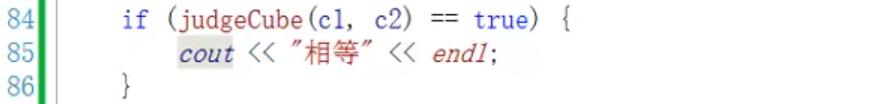 84 if (judgeCube(c1, c2) == true) {
85 cout << "相等" << endl;
86 }